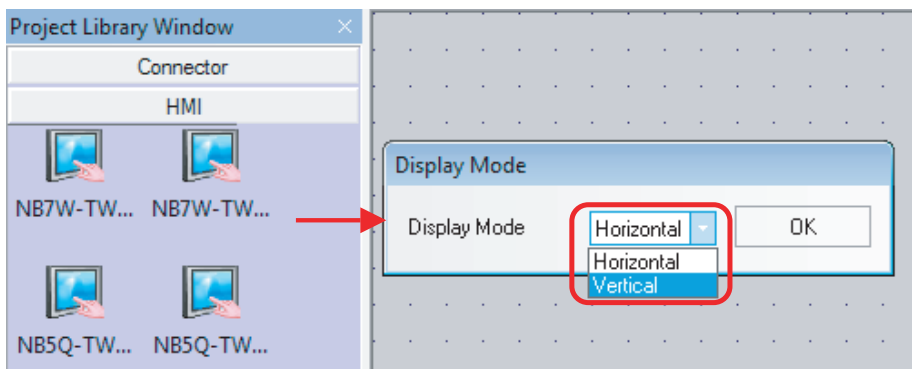 Project Library Window
Connector
HMI
NB7W-TW... NB7W-TW...
NB5Q-TW... NB5Q-TW...
Display Mode
Display Mode Horizontal OK
Horizontal
Vertical